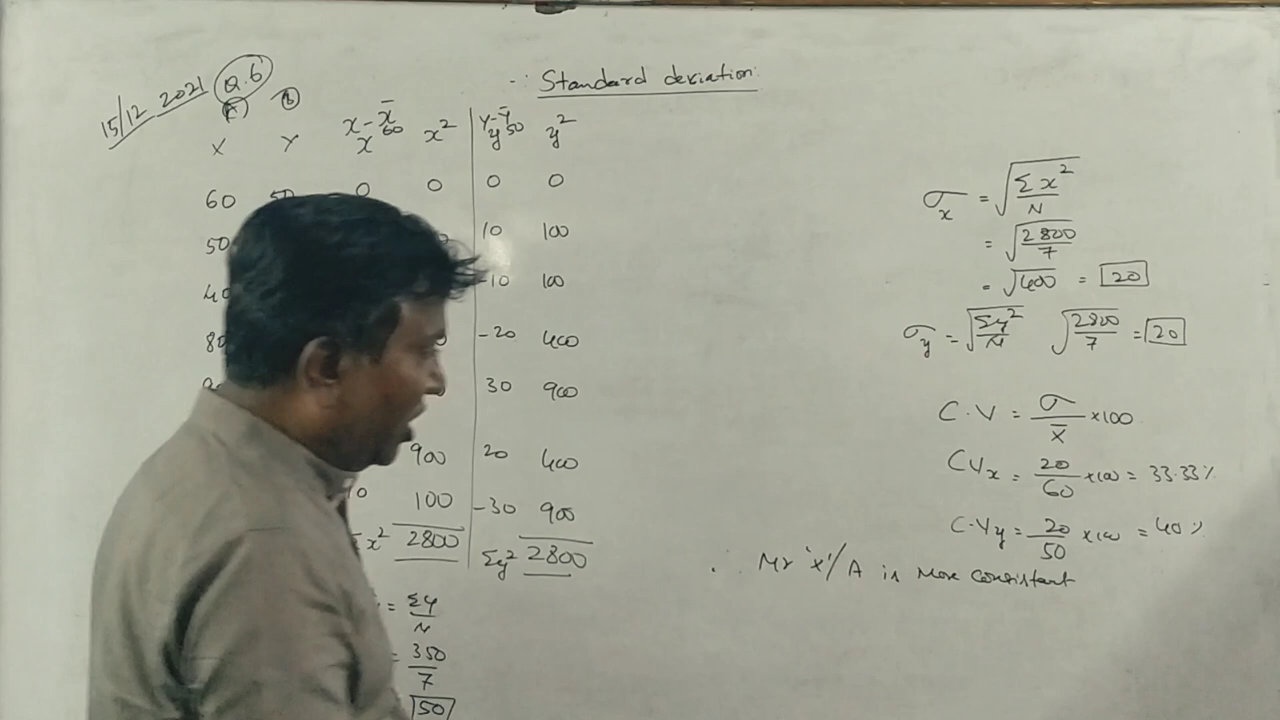 15/12 2021 Q.6
∴ Standard deviation
(A) (B)
X Y x-x̄ 60 x x² Y-Ȳ 50 y y²
60 50 0 0 0 0
50 10 100
40 -10 100
80 -20 400
30 900
900 20 400
100 -30 900
Σx² 2800 Σy² 2800
= ΣY/N
= 350/7
50
σx = √Σx²/N
= √2800/7
= √400 = 20
σy = √Σy²/N √2800/7 = 20
C.V = σ/x̄ ×100
CVx = 20/60 ×100 = 33.33%
C.Vy = 20/50 ×100 = 40%
∴ Mr 'x'/A is More consistant